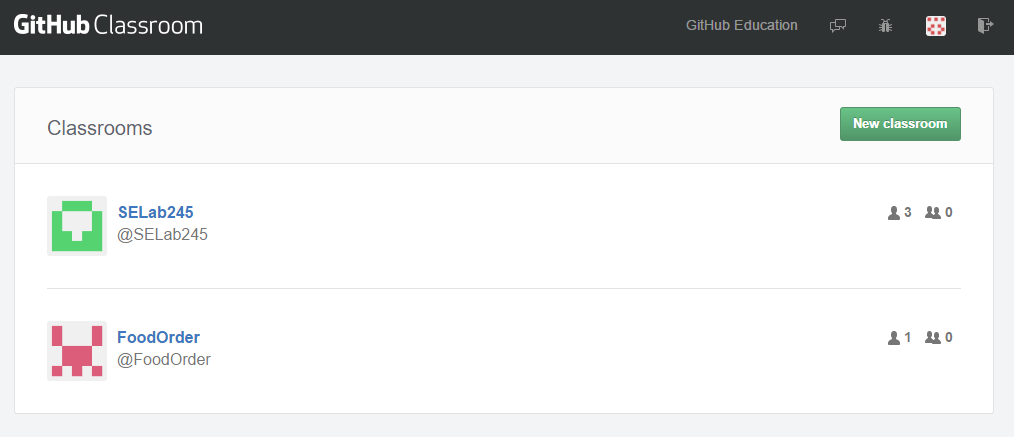 GitHub Classroom
GitHub Education
Classrooms
New classroom
SELab245
@SELab245
3
0
FoodOrder
@FoodOrder
1
0